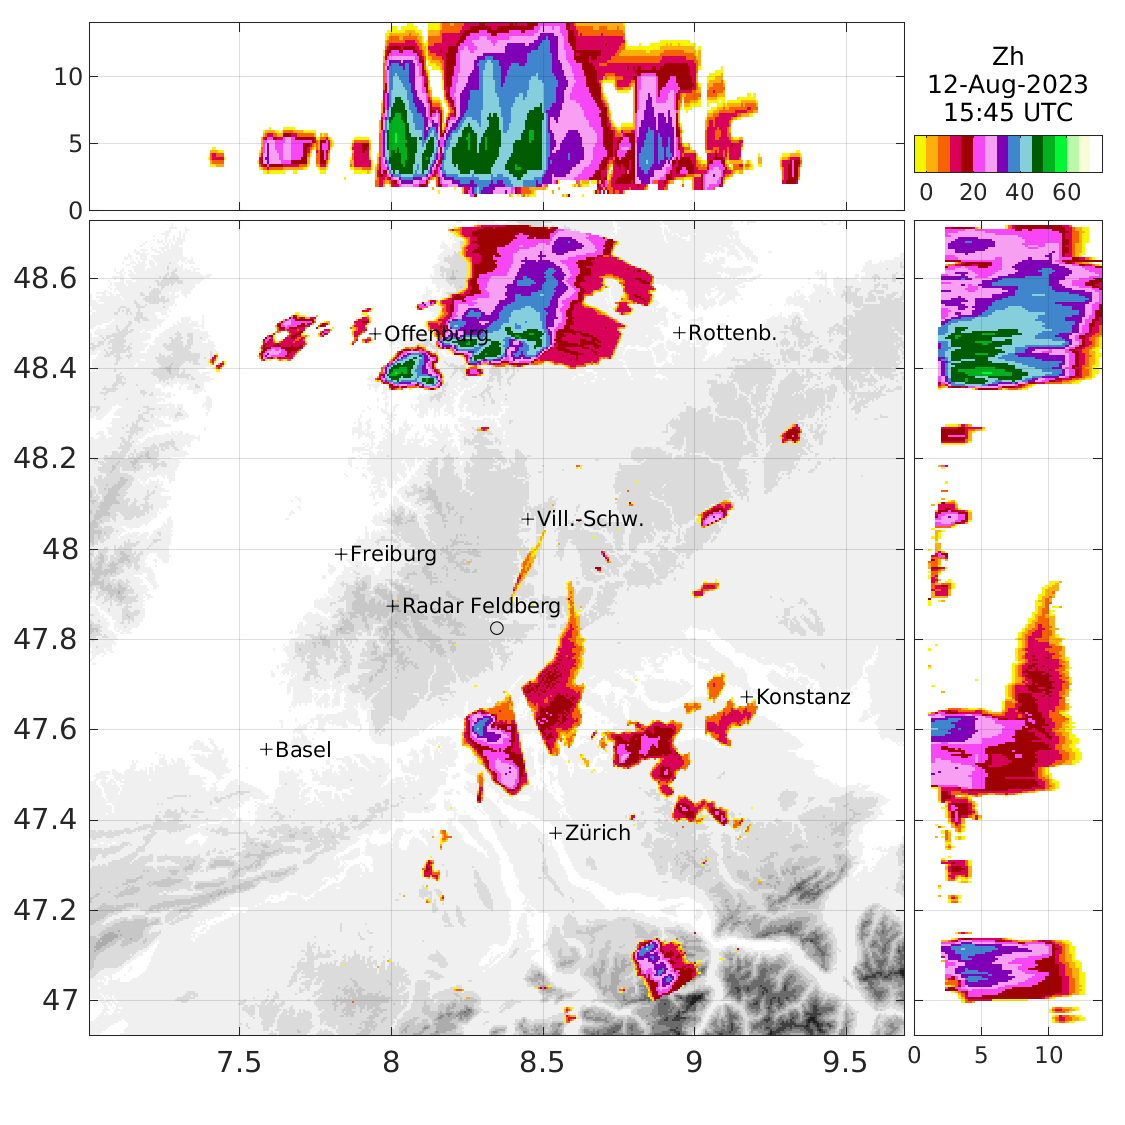 Zh
12-Aug-2023
15:45 UTC
0 20 40 60
10
5
0
48.6
48.4
48.2
48
47.8
47.6
47.4
47.2
47
Offenburg
Rottenb.
Vill.-Schw.
Freiburg
Radar Feldberg
Konstanz
Basel
Zürich
7.5 8 8.5 9 9.5
0 5 10